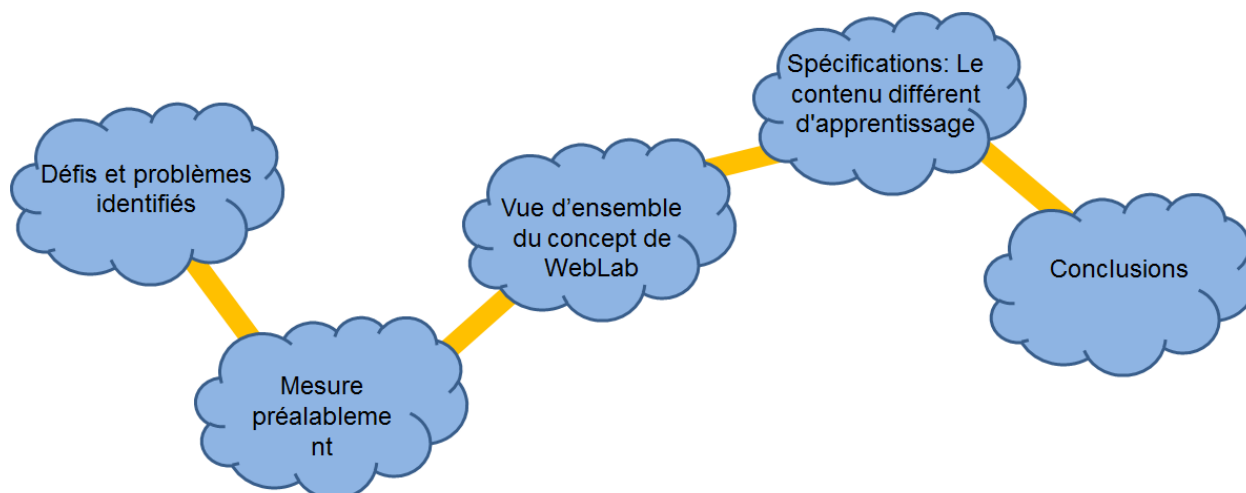 Défis et problèmes
identifiés
Mesure
préalableme
nt
Vue d’ensemble
du concept de
WebLab
Spécifications: Le
contenu différent
d'apprentissage
Conclusions